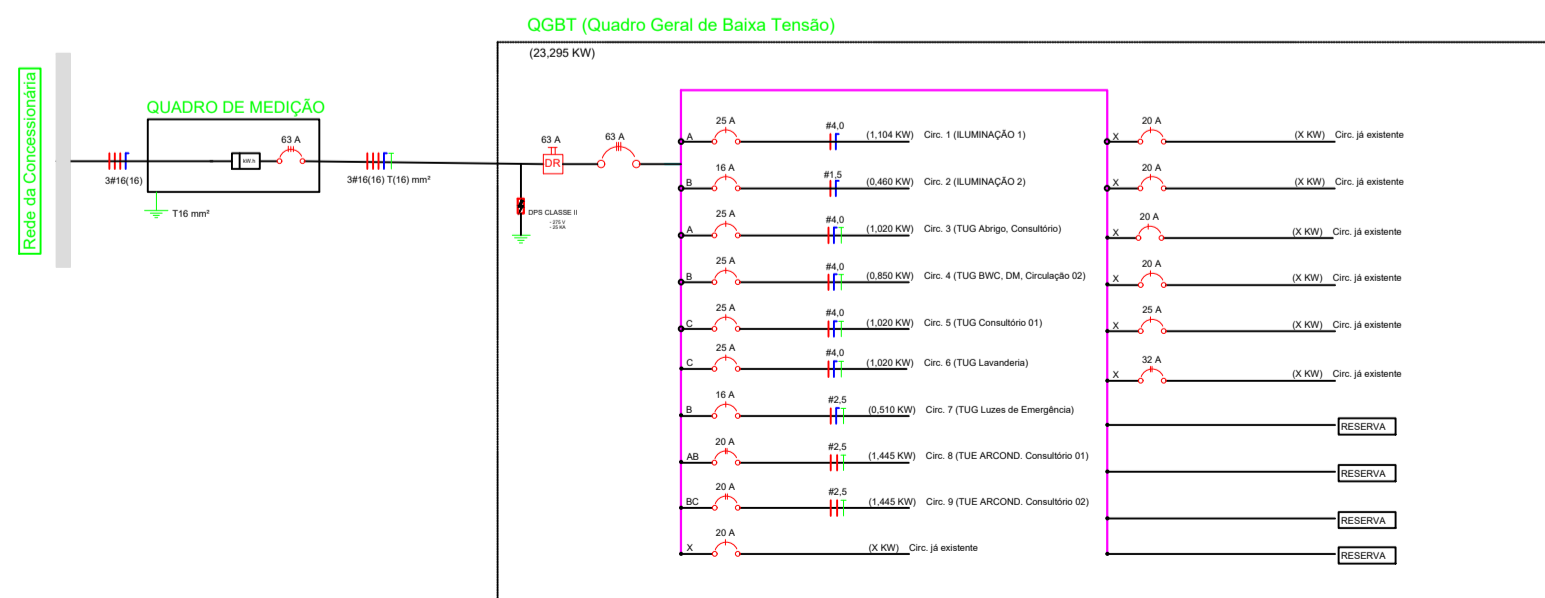 QGBT (Quadro Geral de Baixa Tensão)
(23,295 KW)
Rede da Concessionária
QUADRO DE MEDIÇÃO
63 A
kW.h
3#16(16)
T16 mm²
3#16(16) T(16) mm²
63 A
DR
63 A
DPS CLASSE II
- 275 V
- 25 KA
A 25 A #4,0 (1,104 KW) Circ. 1 (ILUMINAÇÃO 1)
B 16 A #1,5 (0,460 KW) Circ. 2 (ILUMINAÇÃO 2)
A 25 A #4,0 (1,020 KW) Circ. 3 (TUG Abrigo, Consultório)
B 25 A #4,0 (0,850 KW) Circ. 4 (TUG BWC, DM, Circulação 02)
C 25 A #4,0 (1,020 KW) Circ. 5 (TUG Consultório 01)
C 25 A #4,0 (1,020 KW) Circ. 6 (TUG Lavanderia)
B 16 A #2,5 (0,510 KW) Circ. 7 (TUG Luzes de Emergência)
AB 20 A #2,5 (1,445 KW) Circ. 8 (TUE ARCOND. Consultório 01)
BC 20 A #2,5 (1,445 KW) Circ. 9 (TUE ARCOND. Consultório 02)
X 20 A (X KW) Circ. já existente
X 20 A (X KW) Circ. já existente
X 20 A (X KW) Circ. já existente
X 20 A (X KW) Circ. já existente
X 20 A (X KW) Circ. já existente
X 25 A (X KW) Circ. já existente
X 32 A (X KW) Circ. já existente
RESERVA
RESERVA
RESERVA
RESERVA